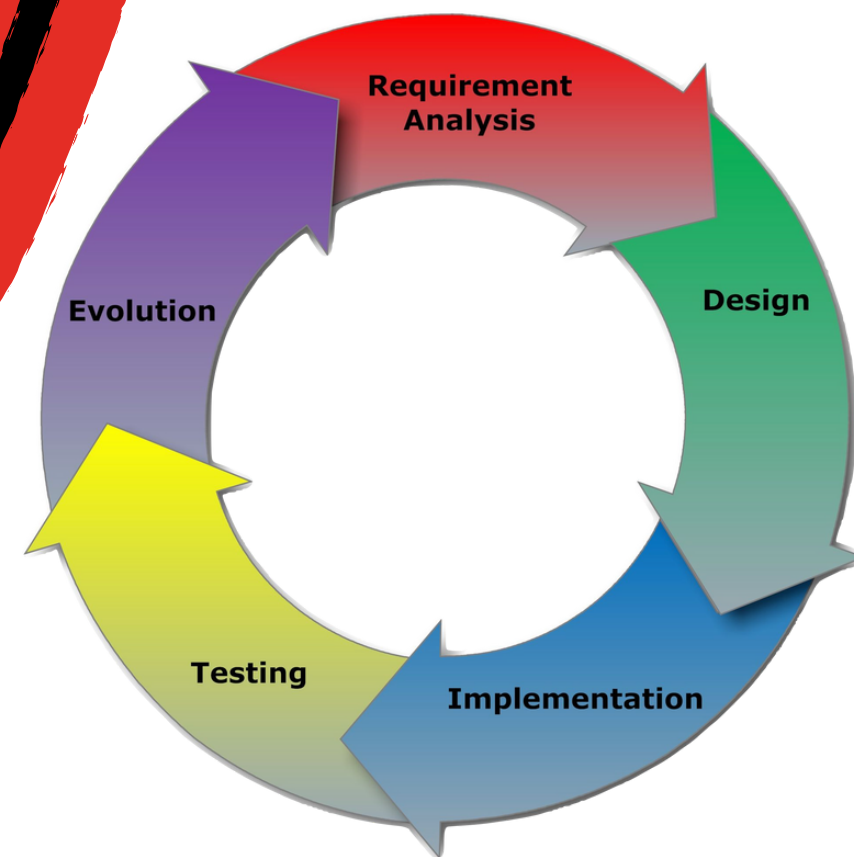 Requirement
Analysis
Design
Implementation
Testing
Evolution